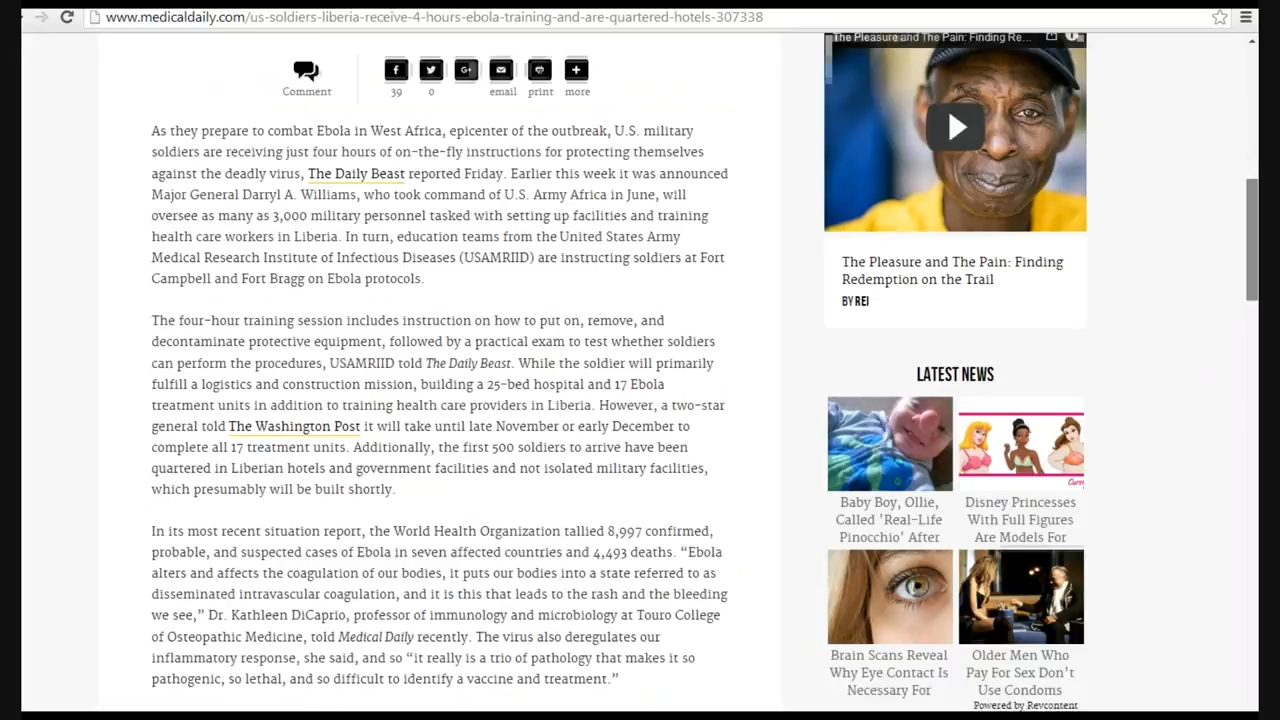 www.medicaldaily.com/us-soldiers-liberia-receive-4-hours-ebola-training-and-are-quartered-hotels-307338
Comment
39
0
email
print
more
As they prepare to combat Ebola in West Africa, epicenter of the outbreak, U.S. military
soldiers are receiving just four hours of on-the-fly instructions for protecting themselves
against the deadly virus, The Daily Beast reported Friday. Earlier this week it was announced
Major General Darryl A. Williams, who took command of U.S. Army Africa in June, will
oversee as many as 3,000 military personnel tasked with setting up facilities and training
health care workers in Liberia. In turn, education teams from the United States Army
Medical Research Institute of Infectious Diseases (USAMRIID) are instructing soldiers at Fort
Campbell and Fort Bragg on Ebola protocols.
The four-hour training session includes instruction on how to put on, remove, and
decontaminate protective equipment, followed by a practical exam to test whether soldiers
can perform the procedures, USAMRIID told The Daily Beast. While the soldier will primarily
fulfill a logistics and construction mission, building a 25-bed hospital and 17 Ebola
treatment units in addition to training health care providers in Liberia. However, a two-star
general told The Washington Post it will take until late November or early December to
complete all 17 treatment units. Additionally, the first 500 soldiers to arrive have been
quartered in Liberian hotels and government facilities and not isolated military facilities,
which presumably will be built shortly.
In its most recent situation report, the World Health Organization tallied 8,997 confirmed,
probable, and suspected cases of Ebola in seven affected countries and 4,493 deaths. “Ebola
alters and affects the coagulation of our bodies, it puts our bodies into a state referred to as
disseminated intravascular coagulation, and it is this that leads to the rash and the bleeding
we see,” Dr. Kathleen DiCaprio, professor of immunology and microbiology at Touro College
of Osteopathic Medicine, told Medical Daily recently. The virus also deregulates our
inflammatory response, she said, and so “it really is a trio of pathology that makes it so
pathogenic, so lethal, and so difficult to identify a vaccine and treatment.”
The Pleasure and The Pain: Finding Re...
The Pleasure and The Pain: Finding
Redemption on the Trail
BY REI
LATEST NEWS
Baby Boy, Ollie,
Called 'Real-Life
Pinocchio' After
Disney Princesses
With Full Figures
Are Models For
Brain Scans Reveal
Why Eye Contact Is
Necessary For
Older Men Who
Pay For Sex Don't
Use Condoms
Powered by Revcontent